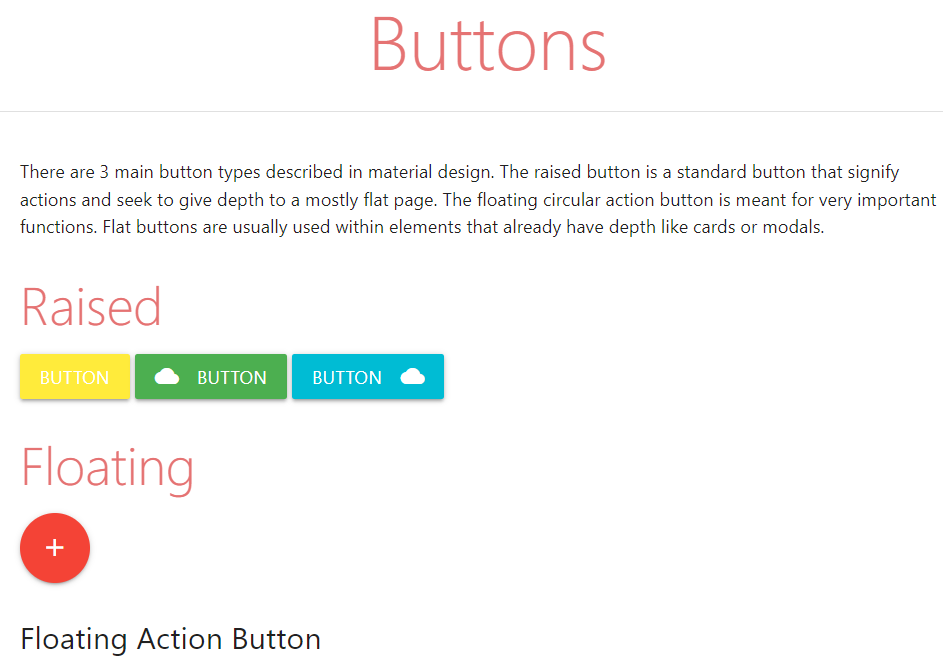 Buttons
There are 3 main button types described in material design. The raised button is a standard button that signify
actions and seek to give depth to a mostly flat page. The floating circular action button is meant for very important
functions. Flat buttons are usually used within elements that already have depth like cards or modals.
Raised
BUTTON BUTTON BUTTON
Floating
+
Floating Action Button